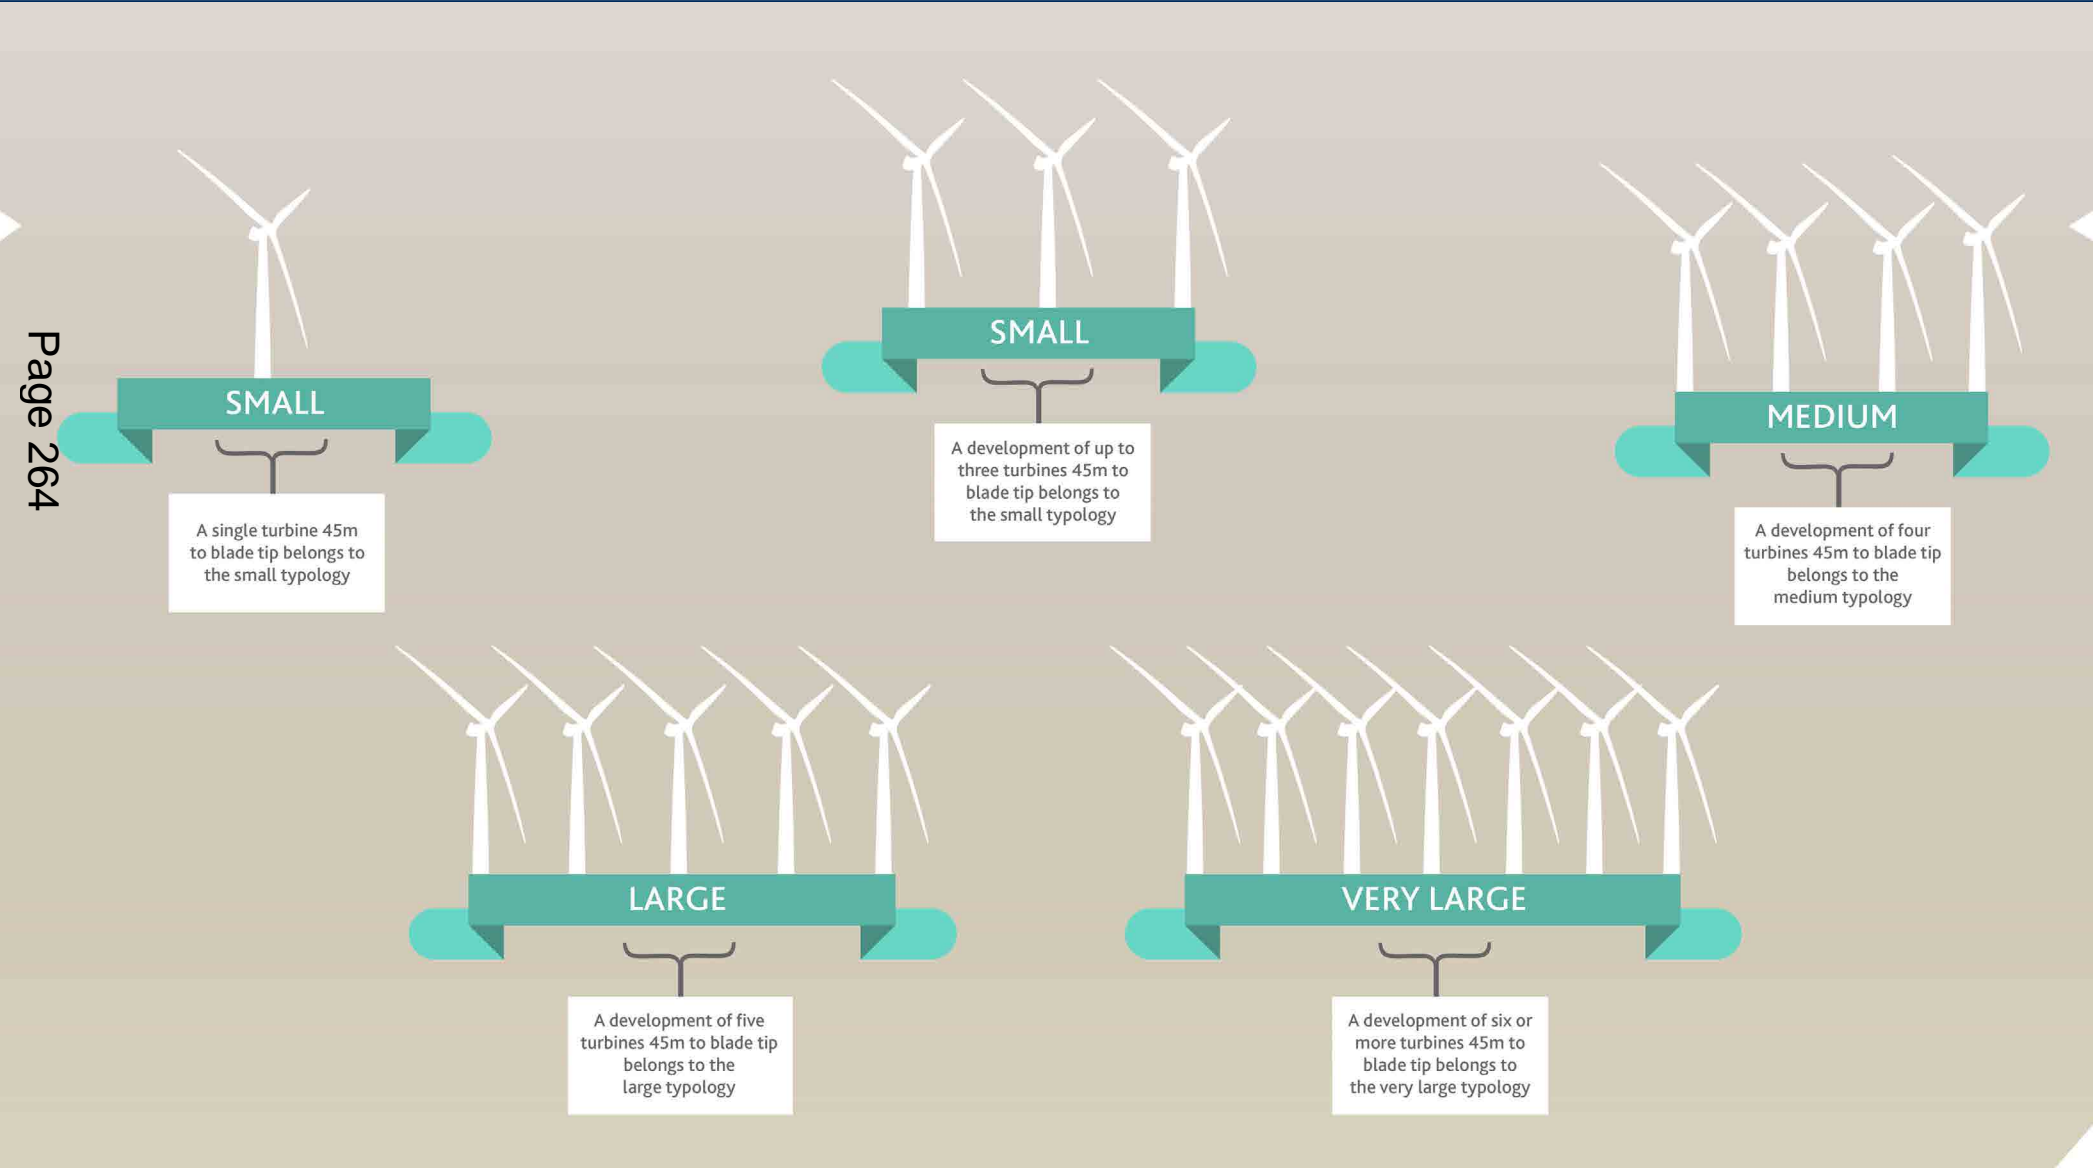 Page 264
SMALL
A single turbine 45m
to blade tip belongs to
the small typology
SMALL
A development of up to
three turbines 45m to
blade tip belongs to
the small typology
MEDIUM
A development of four
turbines 45m to blade tip
belongs to the
medium typology
LARGE
A development of five
turbines 45m to blade tip
belongs to the
large typology
VERY LARGE
A development of six or
more turbines 45m to
blade tip belongs to
the very large typology